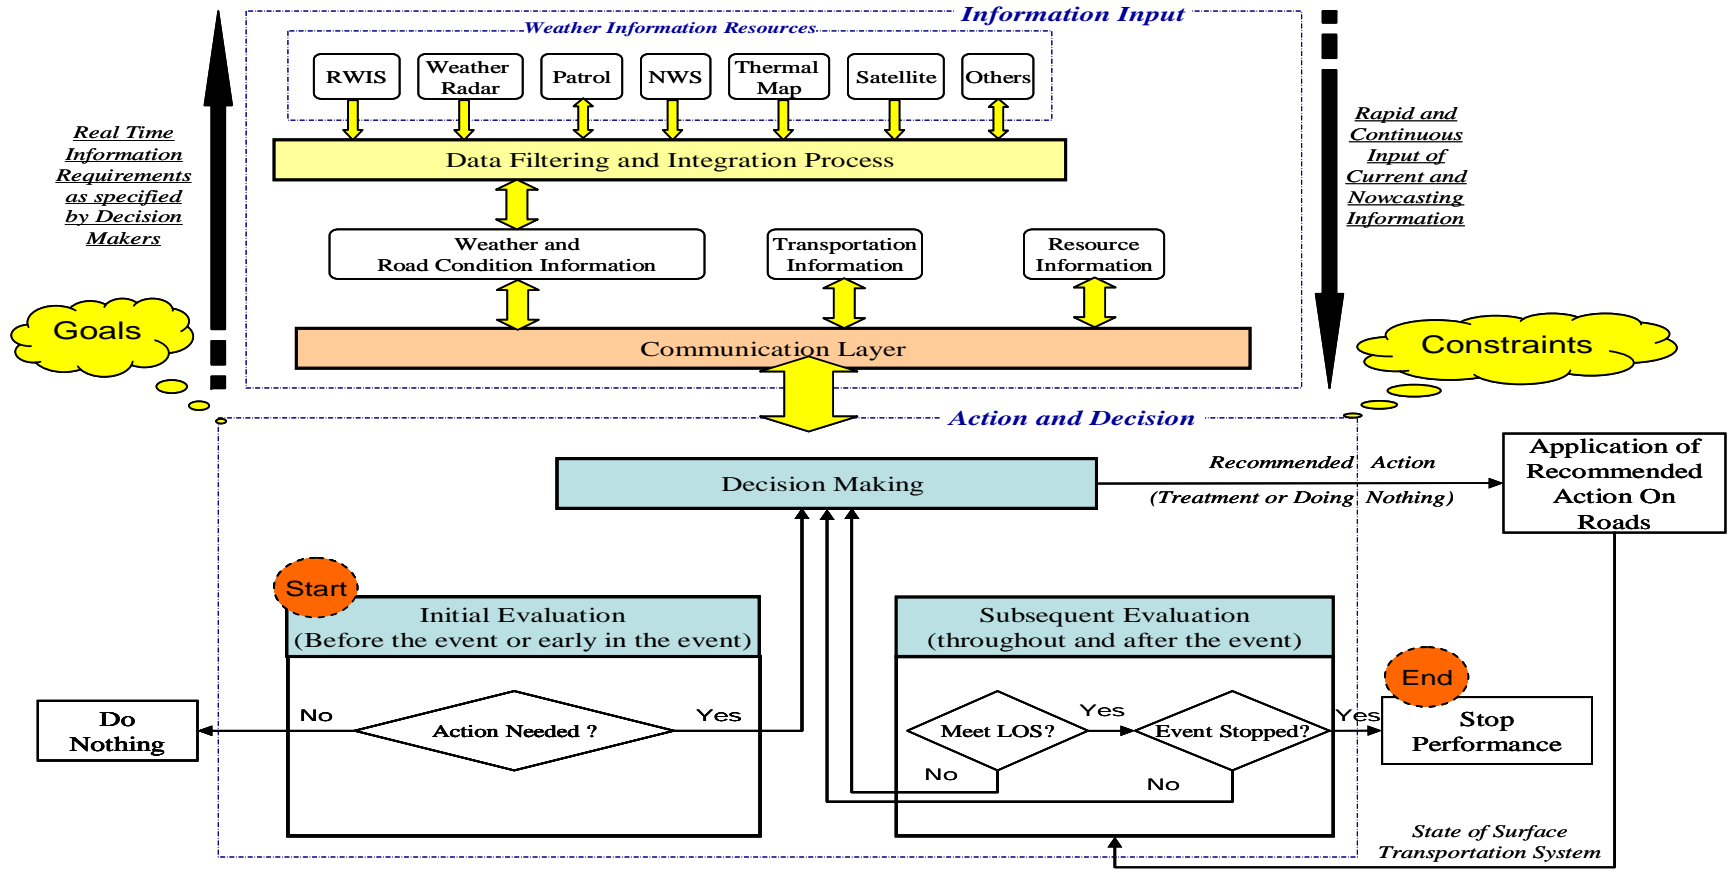 Information Input
Weather Information Resources
RWIS
Weather
Radar
Patrol
NWS
Thermal
Map
Satellite
Others
Real Time
Information
Requirements
as specified
by Decision
Makers
Rapid and
Continuous
Input of
Current and
Nowcasting
Information
Data Filtering and Integration Process
Weather and
Road Condition Information
Transportation
Information
Resource
Information
Goals
Constraints
Communication Layer
Action and Decision
Decision Making
Recommended Action
(Treatment or Doing Nothing)
Application of
Recommended
Action On
Roads
Start
Initial Evaluation
(Before the event or early in the event)
Subsequent Evaluation
(throughout and after the event)
End
Do
Nothing
No
Action Needed ?
Yes
Meet LOS?
Yes
Event Stopped?
Yes
Stop
Performance
No
No
State of Surface
Transportation System